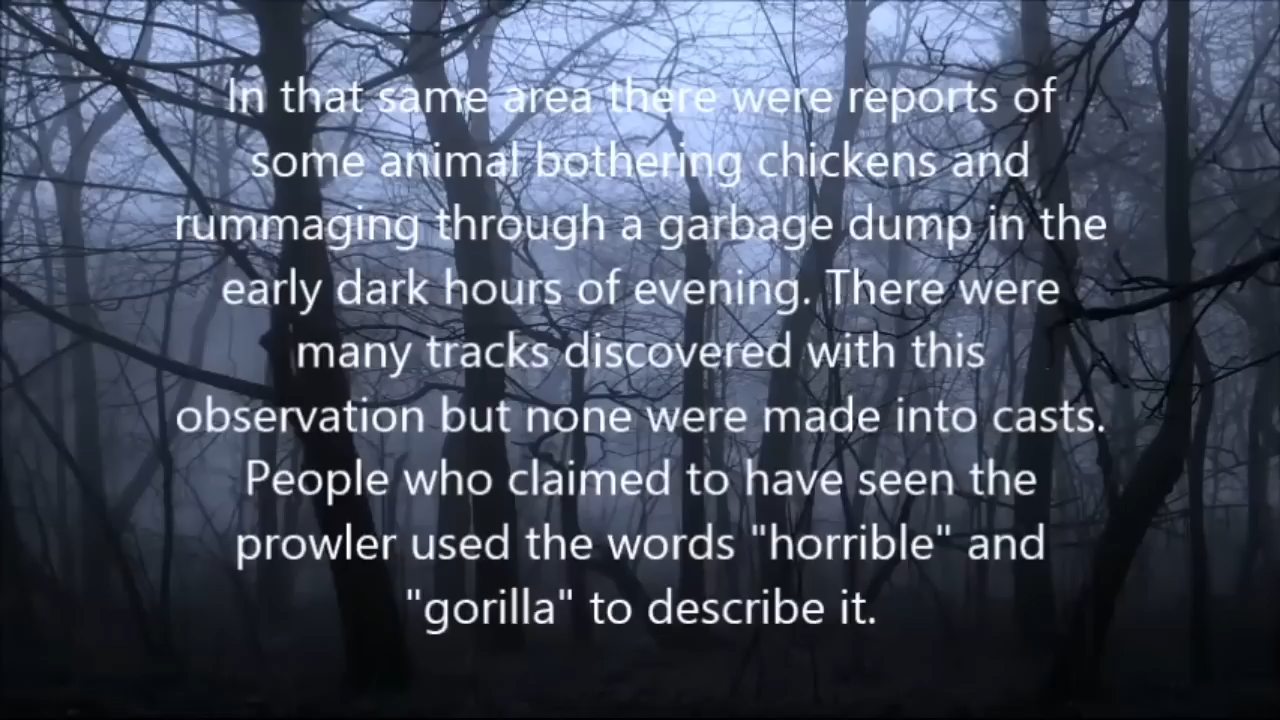 In that same area there were reports of
some animal bothering chickens and
rummaging through a garbage dump in the
early dark hours of evening. There were
many tracks discovered with this
observation but none were made into casts.
People who claimed to have seen the
prowler used the words "horrible" and
"gorilla" to describe it.